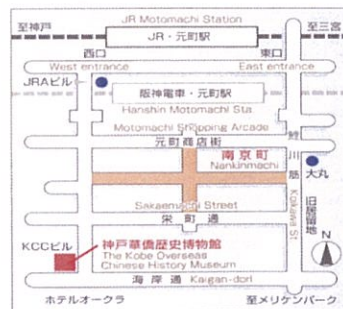 JR Motomachi Station
至神戸
JR・元町駅
至三宮
西口
東口
West entrance
East entrance
JRAビル
阪神電車・元町駅
Hanshin Motomachi Sta.
Motomachi Shopping Arcade
元町商店街
鯉川筋
Koikawa St
南京町
Nankinmachi
大丸
旧居留地
Sakaemachi Street
栄町通
KCCビル
神戸華僑歴史博物館
The Kobe Overseas
Chinese History Museum
N
海岸通 Kaigan-dori
ホテルオークラ
至メリケンパーク